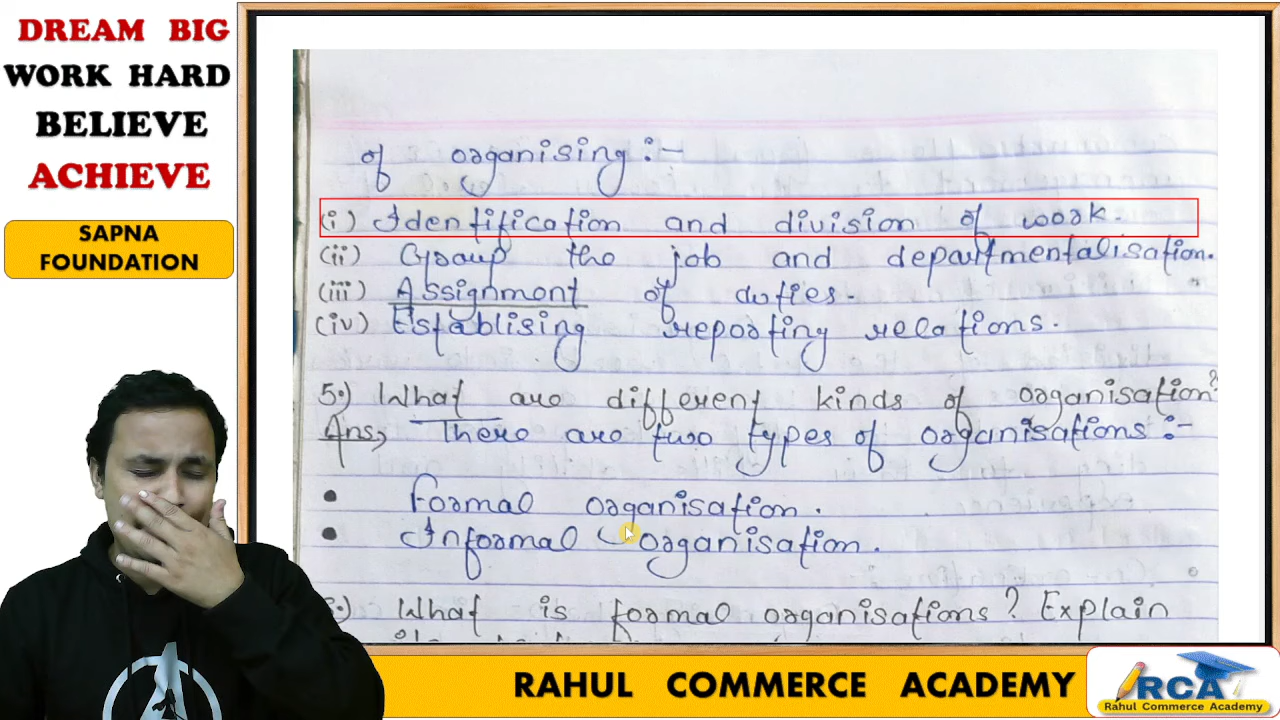 DREAM BIG
WORK HARD
BELIEVE
ACHIEVE
SAPNA
FOUNDATION
of organising :-
(i) Identification and division of work.
(ii) Group the job and departmentalisation.
(iii) Assignment of duties.
(iv) Establising reporting relations.
5.) What are different kinds of organisation?
Ans, There are two types of organisations :-
• Formal organisation.
• Informal organisation.
What is formal organisations? Explain
RAHUL COMMERCE ACADEMY
RCA
Rahul Commerce Academy